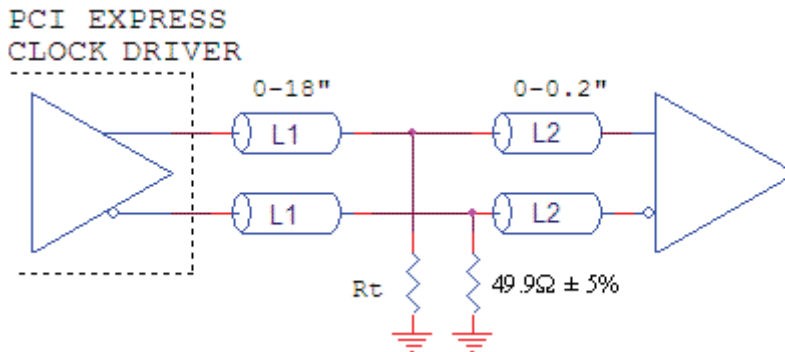 PCI EXPRESS
CLOCK DRIVER
0-18" 0-0.2"
L1 L2
L1 L2
Rt 49.9Ω ± 5%